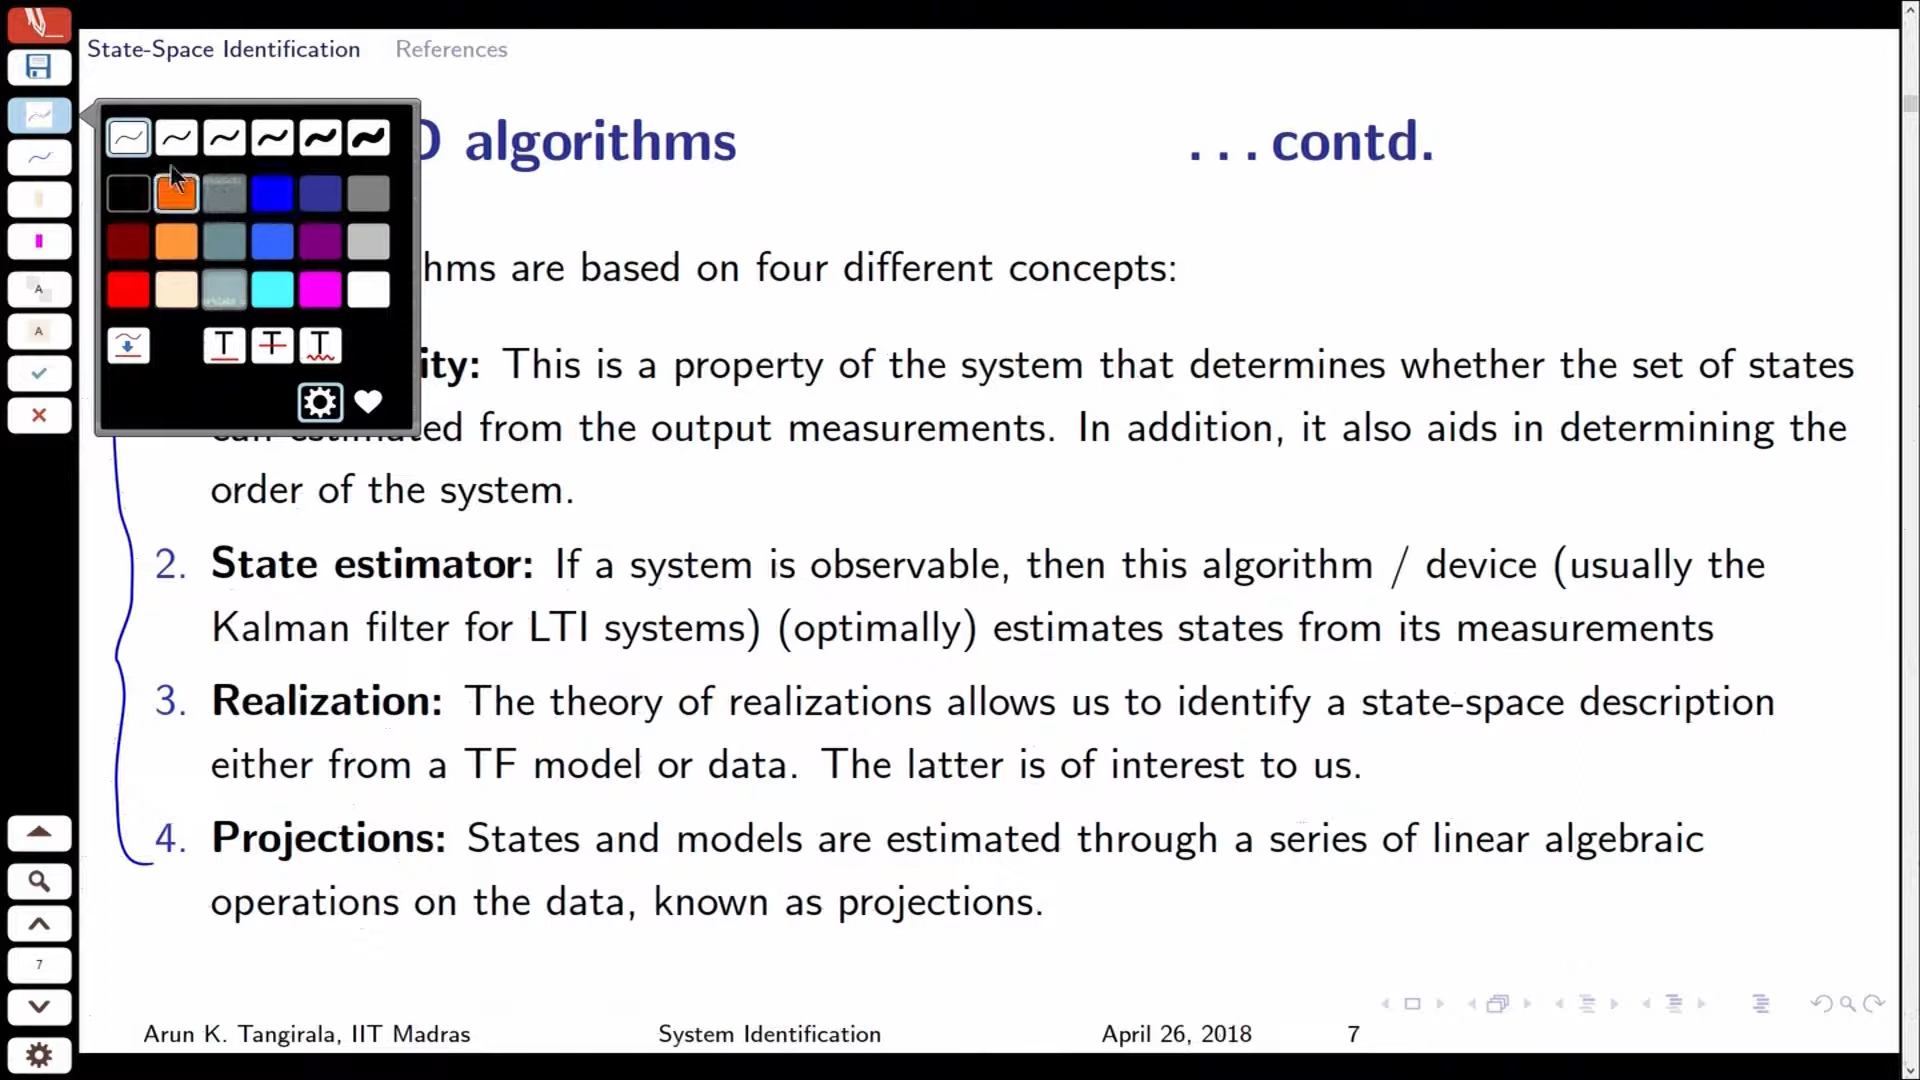 State-Space Identification References
algorithms ...contd.
are based on four different concepts:
This is a property of the system that determines whether the set of states
can estimated from the output measurements. In addition, it also aids in determining the
order of the system.
2. State estimator: If a system is observable, then this algorithm / device (usually the
Kalman filter for LTI systems) (optimally) estimates states from its measurements
3. Realization: The theory of realizations allows us to identify a state-space description
either from a TF model or data. The latter is of interest to us.
4. Projections: States and models are estimated through a series of linear algebraic
operations on the data, known as projections.
Arun K. Tangirala, IIT Madras System Identification April 26, 2018 7
A
A
T T T
7